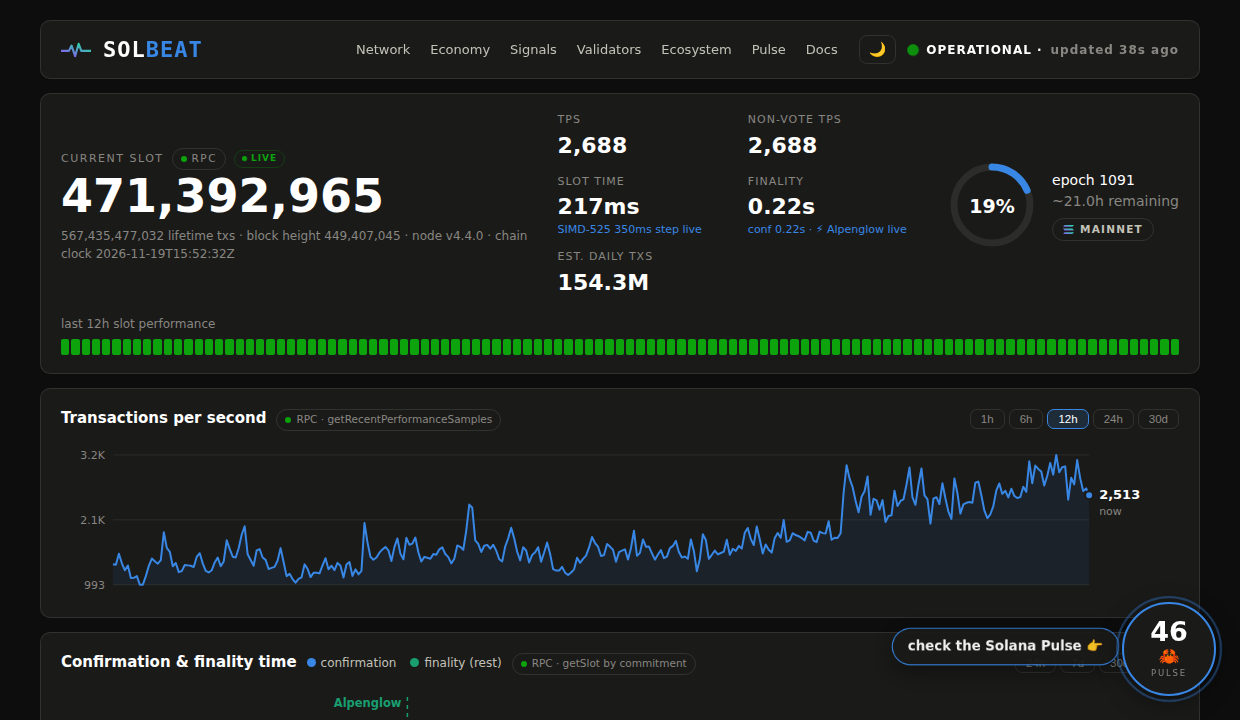 SOLBEAT
Network Economy Signals Validators Ecosystem Pulse Docs
OPERATIONAL · updated 38s ago
CURRENT SLOT RPC LIVE
471,392,965
567,435,477,032 lifetime txs · block height 449,407,045 · node v4.4.0 · chain
clock 2026-11-19T15:52:32Z
TPS
2,688
NON-VOTE TPS
2,688
SLOT TIME
217ms
SIMD-525 350ms step live
FINALITY
0.22s
conf 0.22s · ⚡ Alpenglow live
EST. DAILY TXS
154.3M
19%
epoch 1091
~21.0h remaining
MAINNET
last 12h slot performance
Transactions per second RPC · getRecentPerformanceSamples
1h 6h 12h 24h 30d
3.2K
2.1K
993
2,513
now
Confirmation & finality time confirmation finality (rest) RPC · getSlot by commitment
Alpenglow
check the Solana Pulse 👉
46
🦀
PULSE